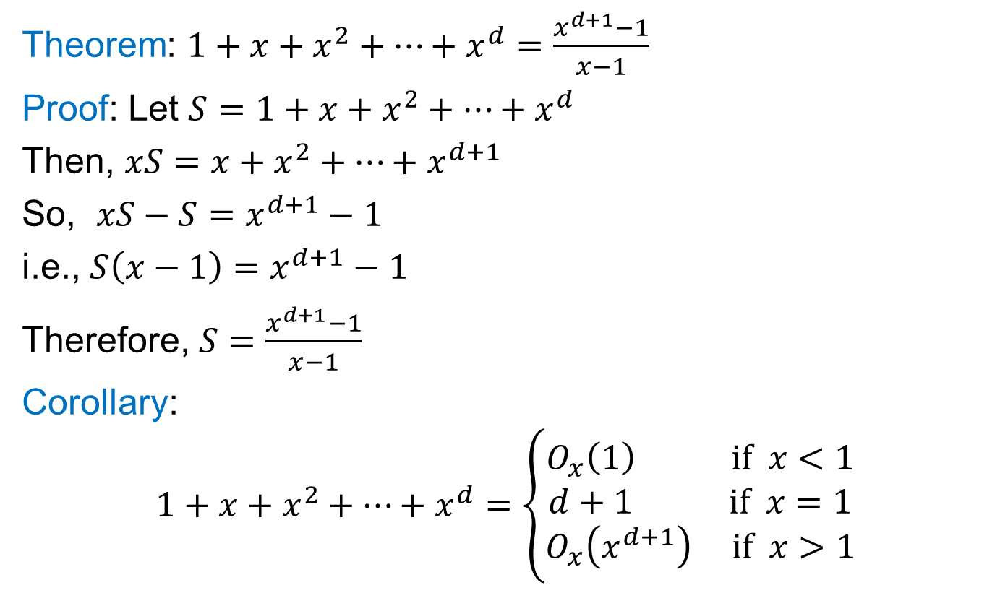 Theorem: $1 + x + x^2 + \cdots + x^d = \frac{x^{d+1}-1}{x-1}$
Proof: Let $S = 1 + x + x^2 + \cdots + x^d$
Then, $xS = x + x^2 + \cdots + x^{d+1}$
So, $xS - S = x^{d+1} - 1$
i.e., $S(x - 1) = x^{d+1} - 1$
Therefore, $S = \frac{x^{d+1}-1}{x-1}$
Corollary:
$1 + x + x^2 + \cdots + x^d = \begin{cases} O_x(1) & \text{if } x < 1 \\ d + 1 & \text{if } x = 1 \\ O_x(x^{d+1}) & \text{if } x > 1 \end{cases}$